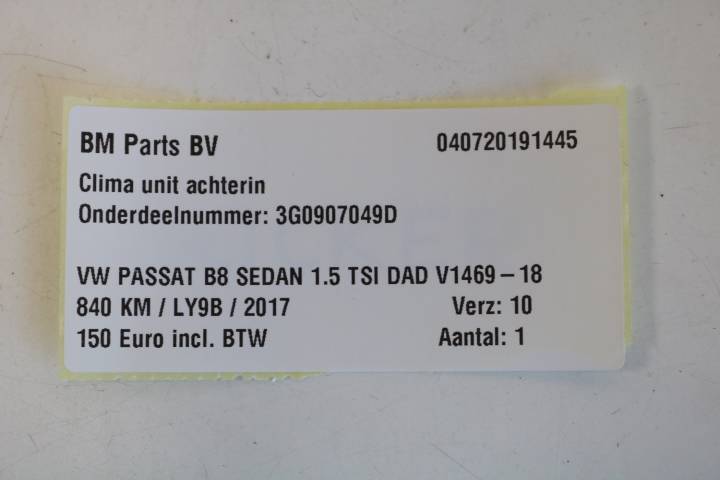 BM Parts BV 040720191445
Clima unit achterin
Onderdeelnummer: 3G0907049D
VW PASSAT B8 SEDAN 1.5 TSI DAD V1469-18
840 KM / LY9B / 2017 Verz: 10
150 Euro incl. BTW Aantal: 1